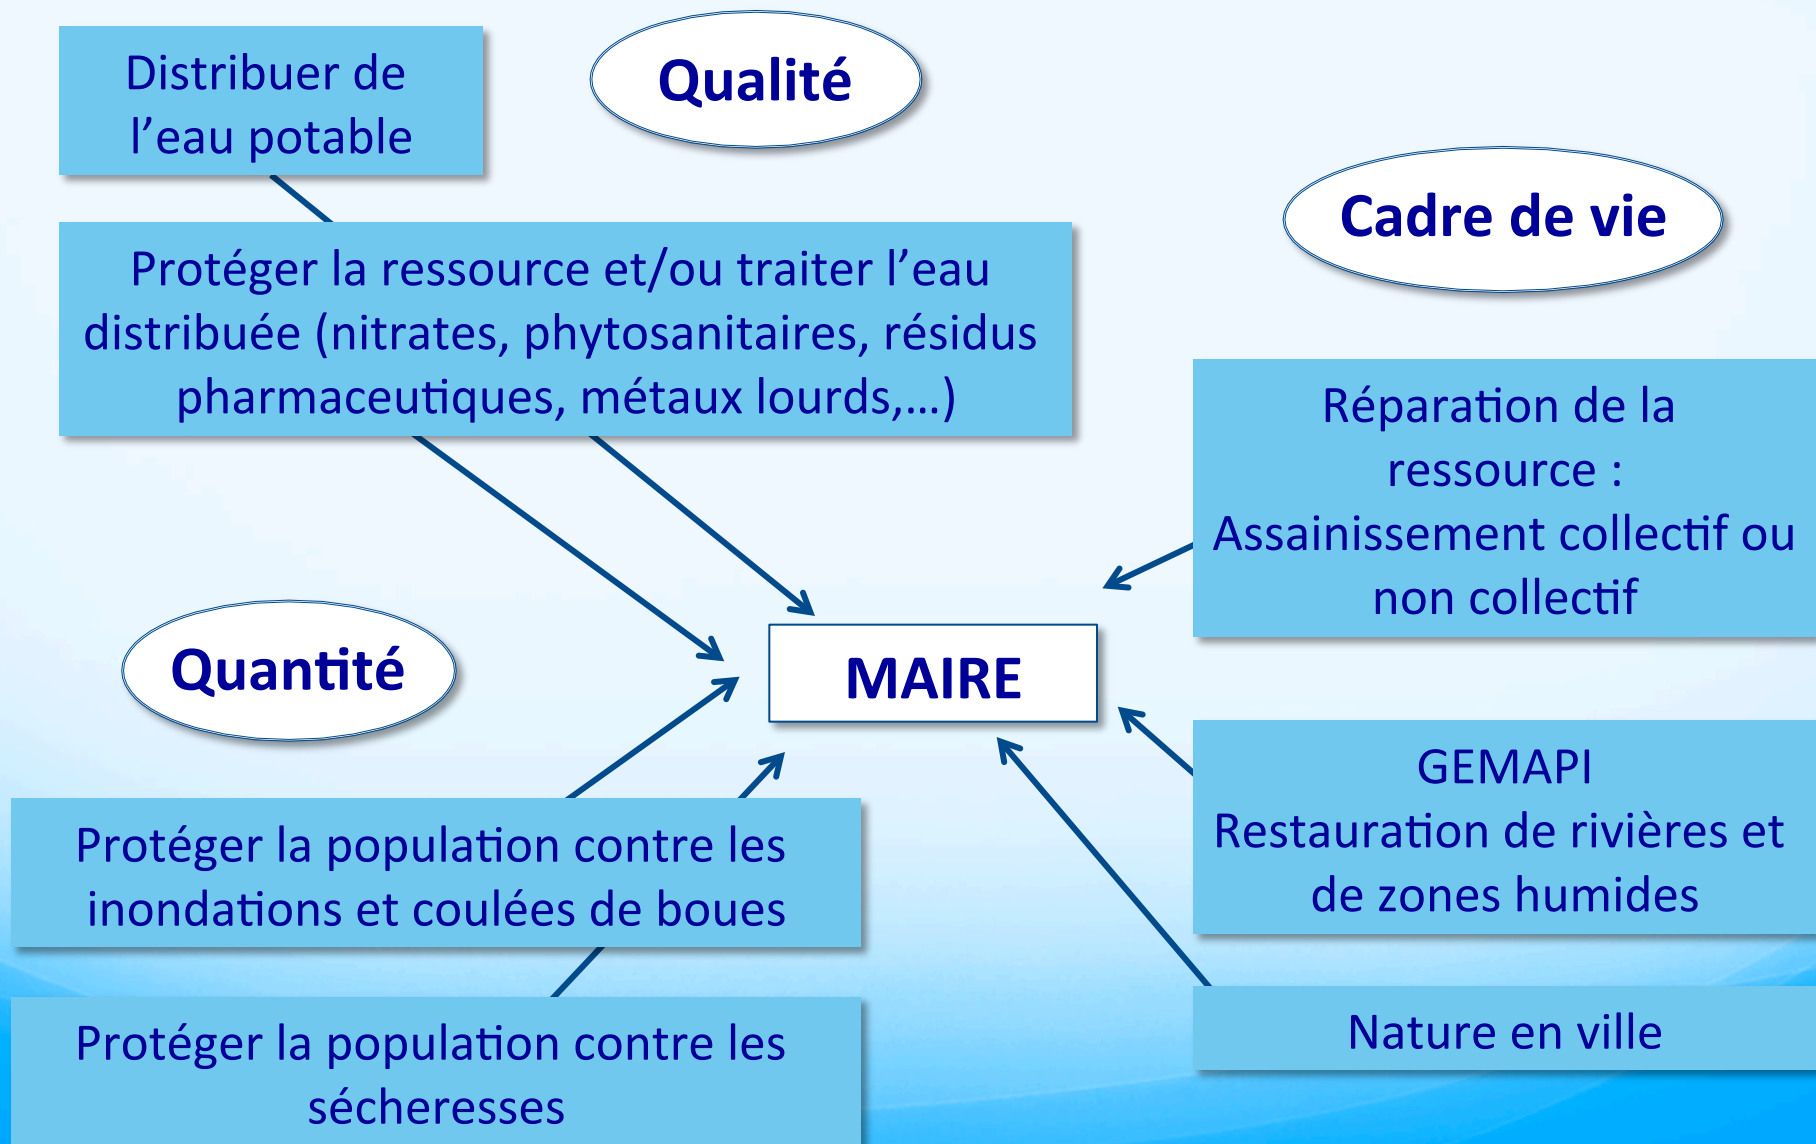 Distribuer de
l’eau potable
Qualité
Protéger la ressource et/ou traiter l’eau
distribuée (nitrates, phytosanitaires, résidus
pharmaceutiques, métaux lourds,…)
Cadre de vie
Réparation de la
ressource :
Assainissement collectif ou
non collectif
Quantité
MAIRE
GEMAPI
Restauration de rivières et
de zones humides
Protéger la population contre les
inondations et coulées de boues
Nature en ville
Protéger la population contre les
sécheresses